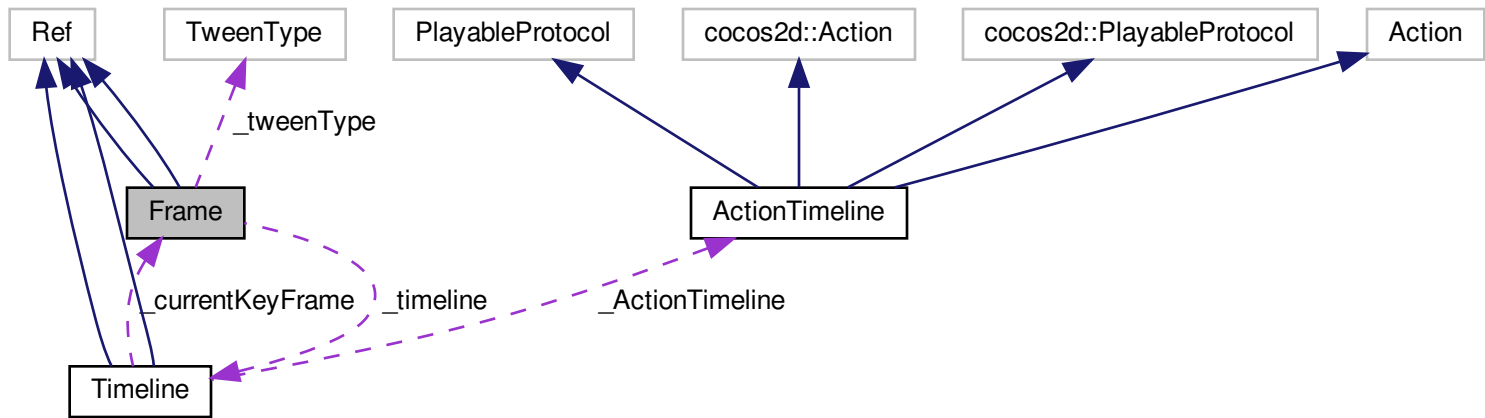 Ref
TweenType
PlayableProtocol
cocos2d::Action
cocos2d::PlayableProtocol
Action
_tweenType
Frame
ActionTimeline
_currentKeyFrame
_timeline
_ActionTimeline
Timeline